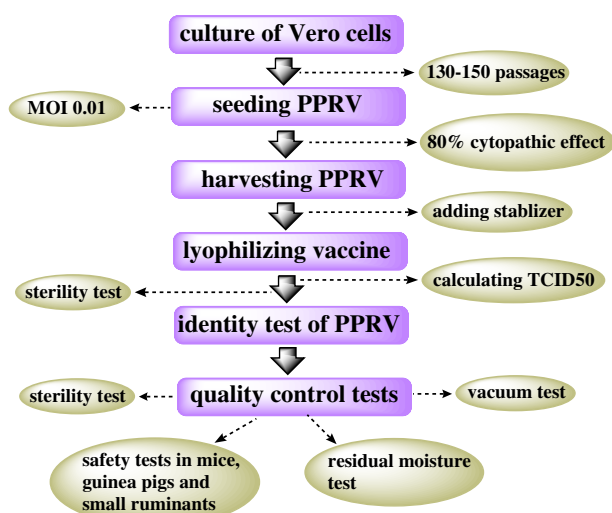 culture of Vero cells
130-150 passages
MOI 0.01
seeding PPRV
80% cytopathic effect
harvesting PPRV
adding stablizer
lyophilizing vaccine
calculating TCID50
sterility test
identity test of PPRV
sterility test
quality control tests
vacuum test
safety tests in mice,
guinea pigs and
small ruminants
residual moisture
test